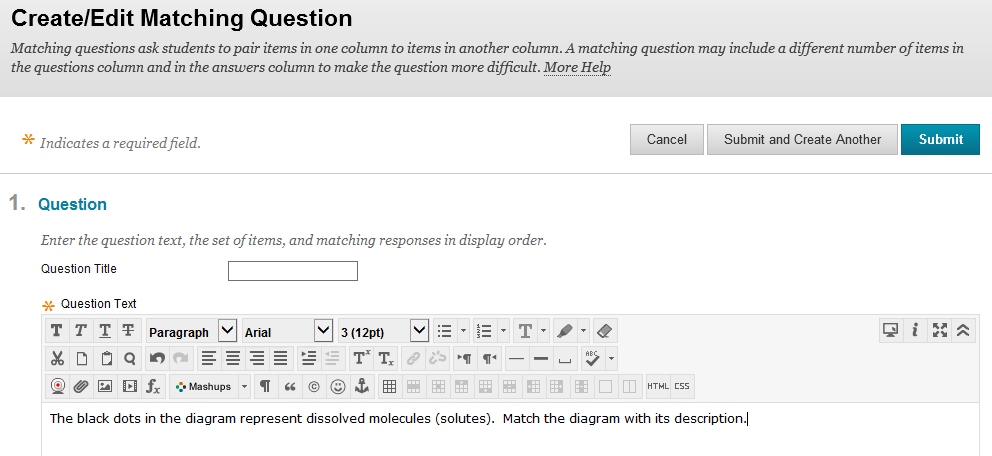 Create/Edit Matching Question
Matching questions ask students to pair items in one column to items in another column. A matching question may include a different number of items in
the questions column and in the answers column to make the question more difficult. More Help
Indicates a required field.
Cancel
Submit and Create Another
Submit
1. Question
Enter the question text, the set of items, and matching responses in display order.
Question Title
Question Text
T T T T Paragraph Arial 3 (12pt) T i
Tx Tx ABC
fx Mashups HTML CSS
The black dots in the diagram represent dissolved molecules (solutes). Match the diagram with its description.